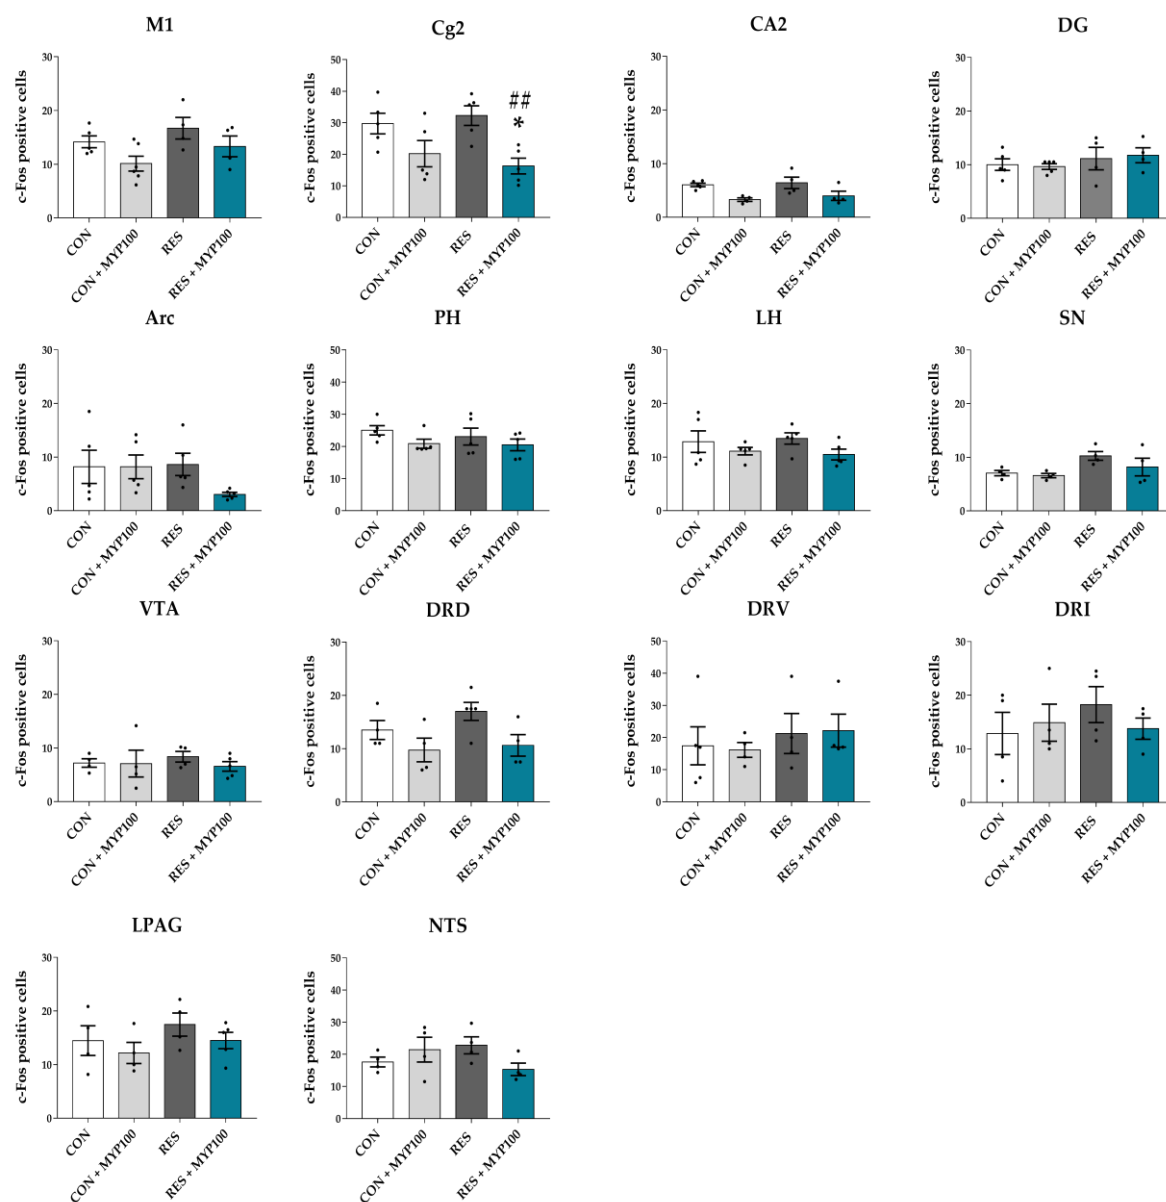 M1
c-Fos positive cells
30
20
10
0
CON
CON + MYP100
RES
RES + MYP100
Cg2
c-Fos positive cells
50
40
30
20
10
0
##
*
CON
CON + MYP100
RES
RES + MYP100
CA2
c-Fos positive cells
30
20
10
0
CON
CON + MYP100
RES
RES + MYP100
DG
c-Fos positive cells
30
20
10
0
CON
CON + MYP100
RES
RES + MYP100
Arc
c-Fos positive cells
30
20
10
0
CON
CON + MYP100
RES
RES + MYP100
PH
c-Fos positive cells
50
40
30
20
10
0
CON
CON + MYP100
RES
RES + MYP100
LH
c-Fos positive cells
30
20
10
0
CON
CON + MYP100
RES
RES + MYP100
SN
c-Fos positive cells
30
20
10
0
CON
CON + MYP100
RES
RES + MYP100
VTA
c-Fos positive cells
30
20
10
0
CON
CON + MYP100
RES
RES + MYP100
DRD
c-Fos positive cells
30
20
10
0
CON
CON + MYP100
RES
RES + MYP100
DRV
c-Fos positive cells
50
40
30
20
10
0
CON
CON + MYP100
RES
RES + MYP100
DRI
c-Fos positive cells
30
20
10
0
CON
CON + MYP100
RES
RES + MYP100
LPAG
c-Fos positive cells
30
20
10
0
CON
CON + MYP100
RES
RES + MYP100
NTS
c-Fos positive cells
50
40
30
20
10
0
CON
CON + MYP100
RES
RES + MYP100